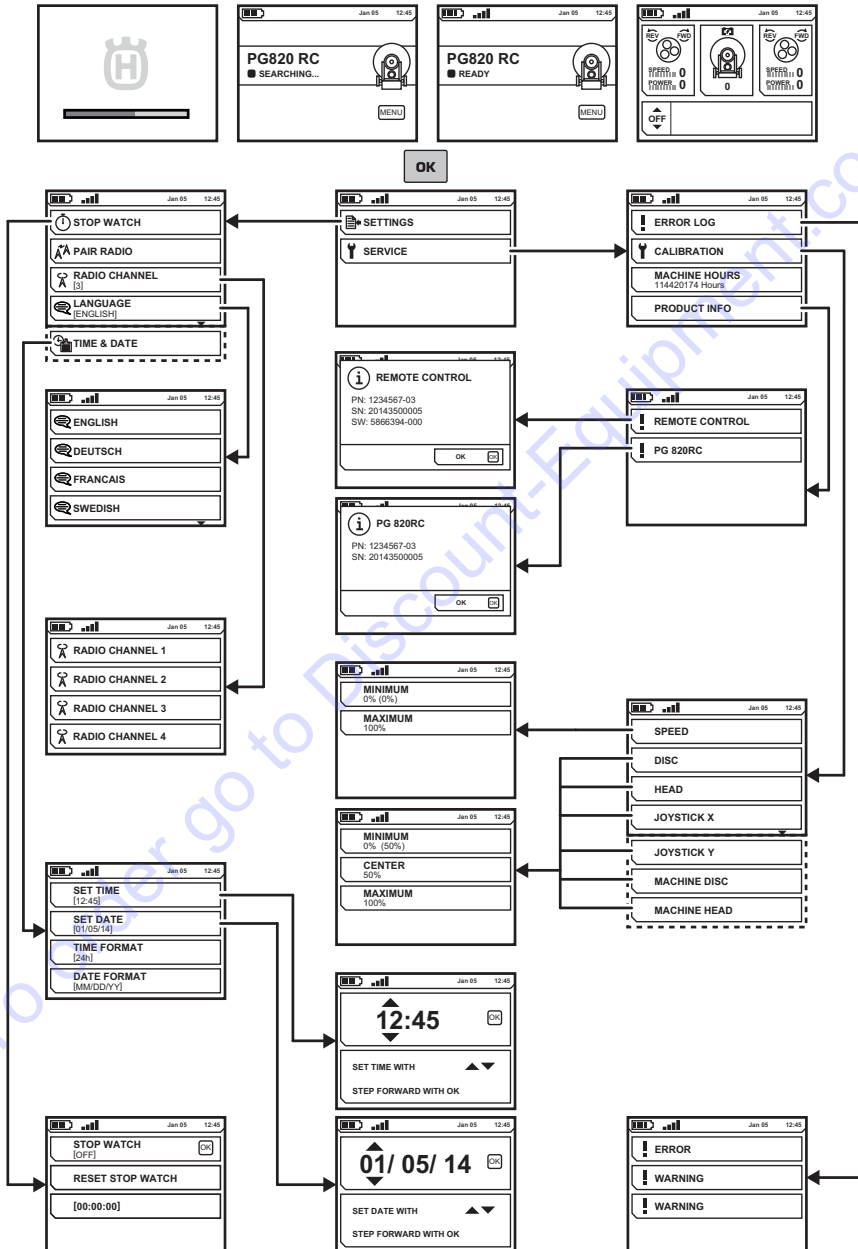 Jan 05 12:45
PG820 RC
SEARCHING...
MENU
Jan 05 12:45
PG820 RC
READY
MENU
Jan 05 12:45
REV FWD
SPEED 0
POWER 0
0
REV FWD
SPEED 0
POWER 0
OFF
OK
Jan 05 12:45
STOP WATCH
PAIR RADIO
RADIO CHANNEL
[3]
LANGUAGE
[ENGLISH]
TIME & DATE
Jan 05 12:45
SETTINGS
SERVICE
Jan 05 12:45
ERROR LOG
CALIBRATION
MACHINE HOURS
114420174 Hours
PRODUCT INFO
Jan 05 12:45
ENGLISH
DEUTSCH
FRANCAIS
SWEDISH
Jan 05 12:45
i REMOTE CONTROL
PN: 1234567-03
SN: 20143500005
SW: 5866394-000
OK OK
Jan 05 12:45
REMOTE CONTROL
PG 820RC
i PG 820RC
PN: 1234567-03
SN: 20143500005
OK OK
Jan 05 12:45
RADIO CHANNEL 1
RADIO CHANNEL 2
RADIO CHANNEL 3
RADIO CHANNEL 4
Jan 05 12:45
MINIMUM
0% (0%)
MAXIMUM
100%
Jan 05 12:45
SPEED
DISC
HEAD
JOYSTICK X
JOYSTICK Y
MACHINE DISC
MACHINE HEAD
Jan 05 12:45
MINIMUM
0% (50%)
CENTER
50%
MAXIMUM
100%
Jan 05 12:45
SET TIME
[12:45]
SET DATE
[01/05/14]
TIME FORMAT
[24h]
DATE FORMAT
[MM/DD/YY]
Jan 05 12:45
12:45 OK
SET TIME WITH
STEP FORWARD WITH OK
Jan 05 12:45
STOP WATCH
[OFF]
OK
RESET STOP WATCH
[00:00:00]
Jan 05 12:45
01/ 05/ 14 OK
SET DATE WITH
STEP FORWARD WITH OK
Jan 05 12:45
ERROR
WARNING
WARNING
To order go to Discount-Equipment.co